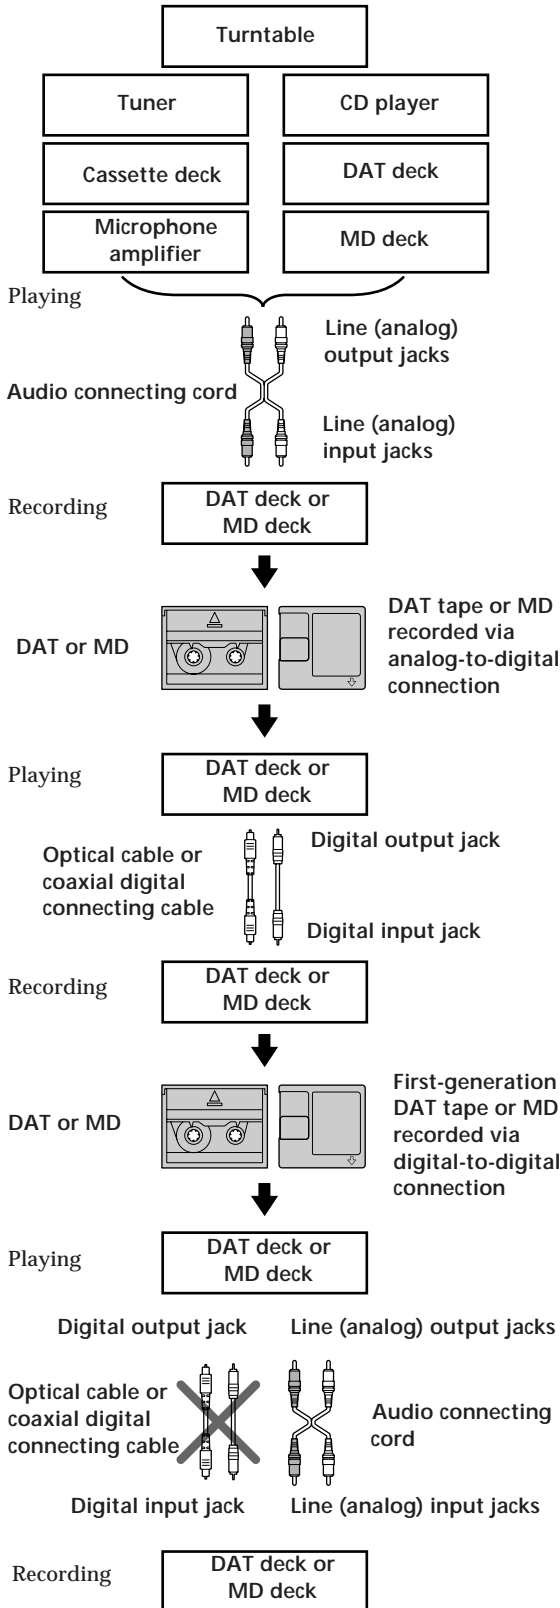 Turntable
Tuner
CD player
Cassette deck
DAT deck
Microphone
amplifier
MD deck
Playing
Line (analog)
output jacks
Audio connecting cord
Line (analog)
input jacks
Recording
DAT deck or
MD deck
DAT or MD
DAT tape or MD
recorded via
analog-to-digital
connection
Playing
DAT deck or
MD deck
Optical cable or
coaxial digital
connecting cable
Digital output jack
Digital input jack
Recording
DAT deck or
MD deck
DAT or MD
First-generation
DAT tape or MD
recorded via
digital-to-digital
connection
Playing
DAT deck or
MD deck
Digital output jack
Line (analog) output jacks
Optical cable or
coaxial digital
connecting cable
Audio connecting
cord
Digital input jack
Line (analog) input jacks
Recording
DAT deck or
MD deck